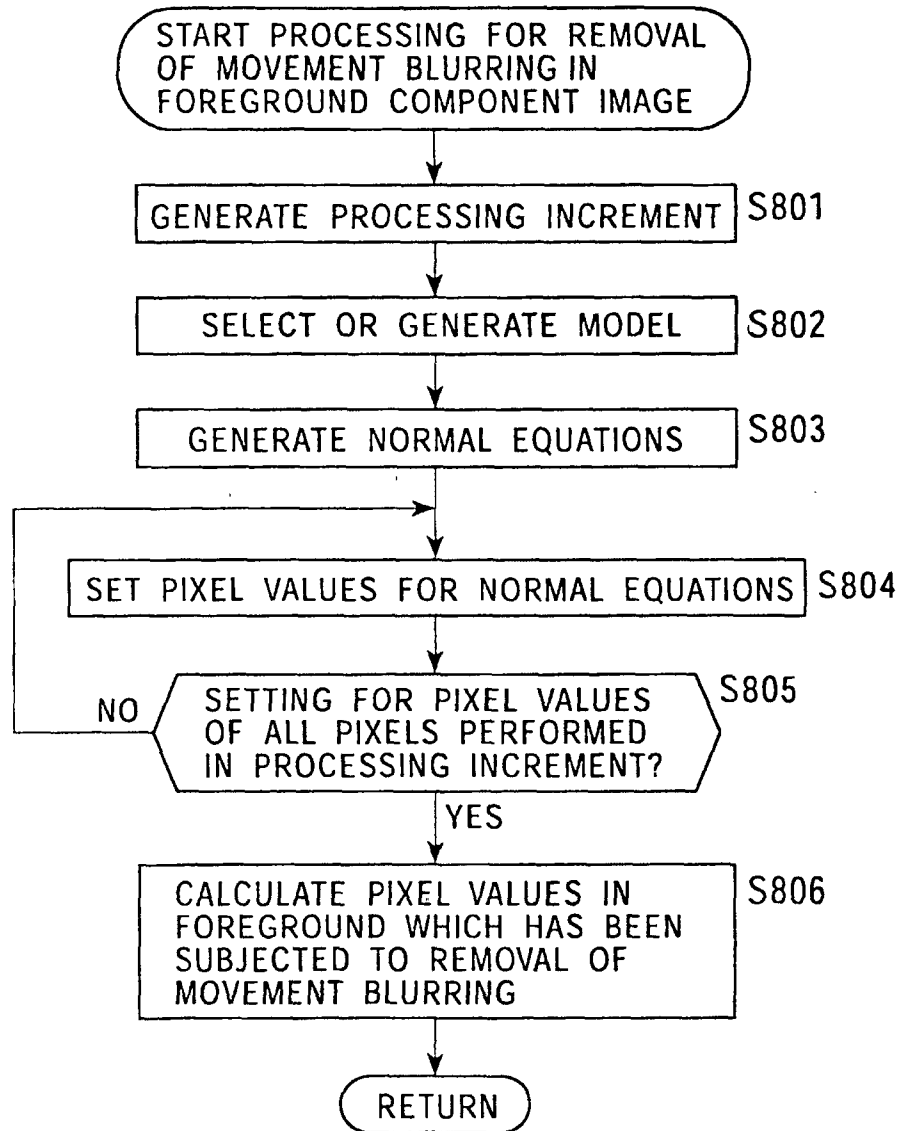 START PROCESSING FOR REMOVAL
OF MOVEMENT BLURRING IN
FOREGROUND COMPONENT IMAGE
GENERATE PROCESSING INCREMENT
S801
SELECT OR GENERATE MODEL
S802
GENERATE NORMAL EQUATIONS
S803
SET PIXEL VALUES FOR NORMAL EQUATIONS
S804
SETTING FOR PIXEL VALUES
OF ALL PIXELS PERFORMED
IN PROCESSING INCREMENT?
S805
NO
YES
CALCULATE PIXEL VALUES IN
FOREGROUND WHICH HAS BEEN
SUBJECTED TO REMOVAL OF
MOVEMENT BLURRING
S806
RETURN